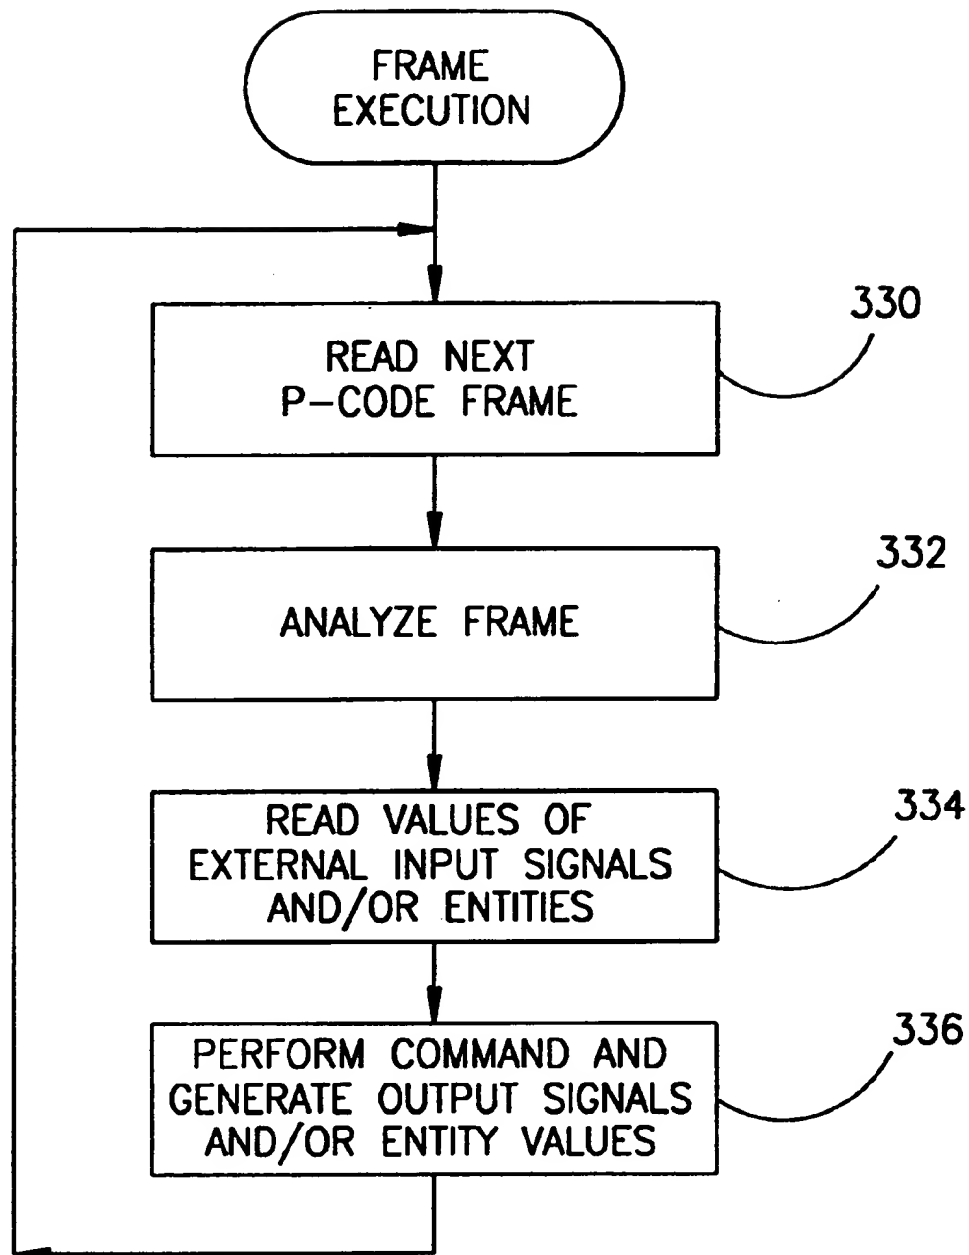 FRAME
EXECUTION
330
READ NEXT
P-CODE FRAME
332
ANALYZE FRAME
334
READ VALUES OF
EXTERNAL INPUT SIGNALS
AND/OR ENTITIES
336
PERFORM COMMAND AND
GENERATE OUTPUT SIGNALS
AND/OR ENTITY VALUES